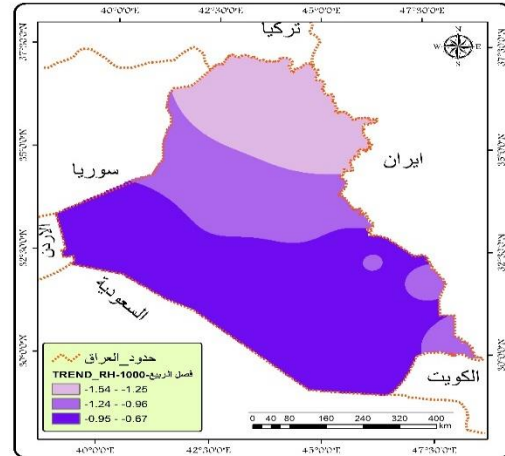 40°0'0"E 42°30'0"E 45°0'0"E 47°30'0"E
تركيا
37°30'0"N 37°30'0"N
N
W E
S
35°0'0"N 35°0'0"N
ايران
سوريا
32°30'0"N 32°30'0"N
الاردن
السعودية
30°0'0"N 30°0'0"N
الكويت
حدود_العراق
TREND_RH-1000-فصل الربيع
-1.54 - -1.25
-1.24 - -0.96
-0.95 - -0.67
0 40 80 160 240 320 400
km
40°0'0"E 42°30'0"E 45°0'0"E 47°30'0"E